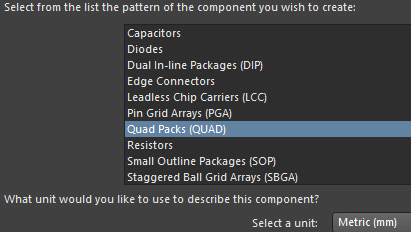 Select from the list the pattern of the component you wish to create:
Capacitors
Diodes
Dual In-line Packages (DIP)
Edge Connectors
Leadless Chip Carriers (LCC)
Pin Grid Arrays (PGA)
Quad Packs (QUAD)
Resistors
Small Outline Packages (SOP)
Staggered Ball Grid Arrays (SBGA)
What unit would you like to use to describe this component?
Select a unit: Metric (mm)